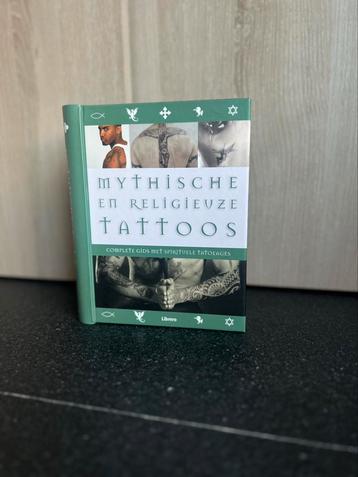 MYTHISCHE
EN RELIGIEUZE
TATTOOS
COMPLETE GIDS MET SPIRITUELE TATOEAGES
Librero